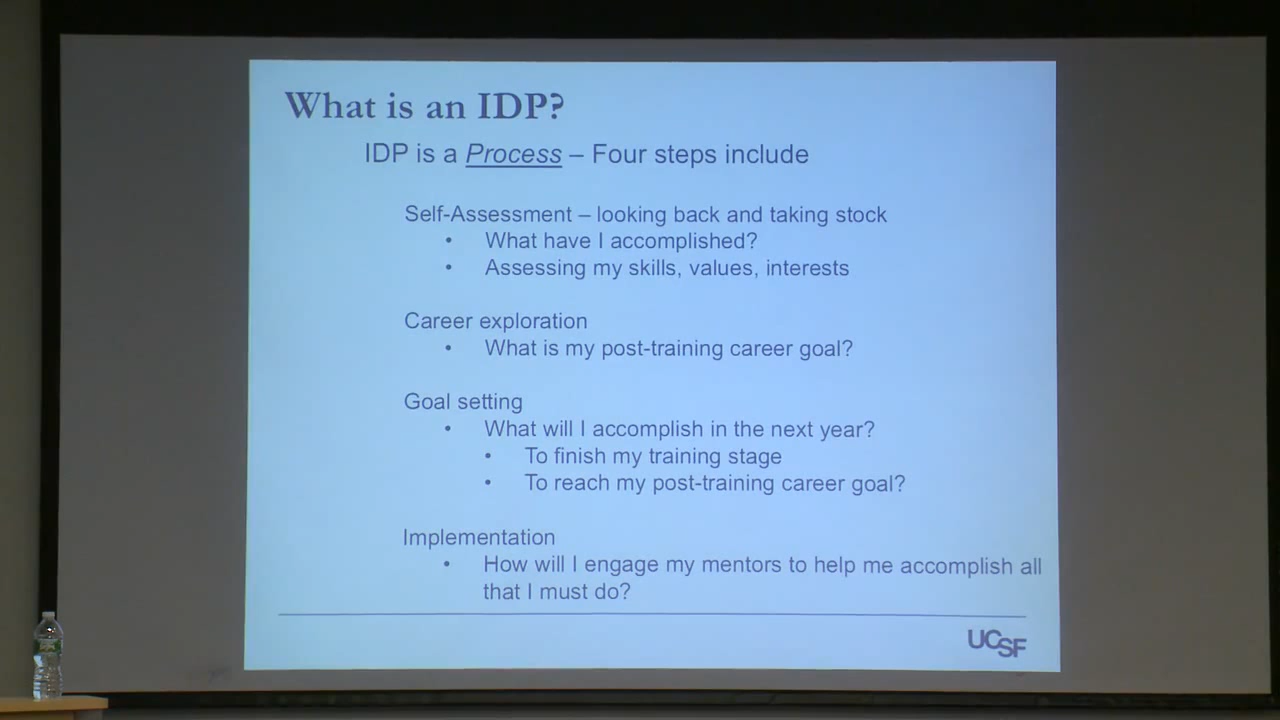 What is an IDP?
IDP is a Process – Four steps include
Self-Assessment – looking back and taking stock
• What have I accomplished?
• Assessing my skills, values, interests
Career exploration
• What is my post-training career goal?
Goal setting
• What will I accomplish in the next year?
• To finish my training stage
• To reach my post-training career goal?
Implementation
• How will I engage my mentors to help me accomplish all
that I must do?
UCSF